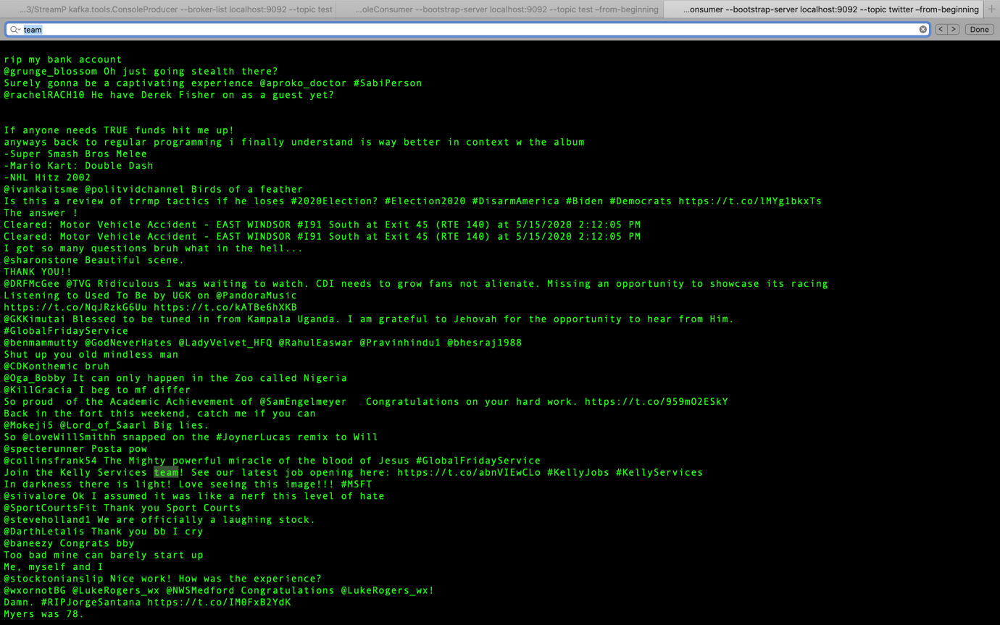 ...3/StreamP kafka.tools.ConsoleProducer --broker-list localhost:9092 --topic test
...oleConsumer --bootstrap-server localhost:9092 --topic test –from-beginning
...onsumer --bootstrap-server localhost:9092 --topic twitter –from-beginning
team
Done
rip my bank account
@grunge_blossom Oh just going stealth there?
Surely gonna be a captivating experience @aproko_doctor #SabiPerson
@rachelRACH10 He have Derek Fisher on as a guest yet?
If anyone needs TRUE funds hit me up!
anyways back to regular programming i finally understand is way better in context w the album
-Super Smash Bros Melee
-Mario Kart: Double Dash
-NHL Hitz 2002
@ivankaitsme @politvidchannel Birds of a feather
Is this a review of trrmp tactics if he loses #2020Election? #Election2020 #DisarmAmerica #Biden #Democrats https://t.co/lMYg1bkxTs
The answer !
Cleared: Motor Vehicle Accident - EAST WINDSOR #I91 South at Exit 45 (RTE 140) at 5/15/2020 2:12:05 PM
Cleared: Motor Vehicle Accident - EAST WINDSOR #I91 South at Exit 45 (RTE 140) at 5/15/2020 2:12:05 PM
I got so many questions bruh what in the hell...
@sharonstone Beautiful scene.
THANK YOU!!
@DRFMcGee @TVG Ridiculous I was waiting to watch. CDI needs to grow fans not alienate. Missing an opportunity to showcase its racing
Listening to Used To Be by UGK on @PandoraMusic
https://t.co/NqJRzkG6Uu https://t.co/kATBe6hXKB
@GKKimutai Blessed to be tuned in from Kampala Uganda. I am grateful to Jehovah for the opportunity to hear from Him.
#GlobalFridayService
@benmammutty @GodNeverHates @LadyVelvet_HFQ @RahulEaswar @Pravinhindu1 @bhesraj1988
Shut up you old mindless man
@CDKonthemic bruh
@Oga_Bobby It can only happen in the Zoo called Nigeria
@KillGracia I beg to mf differ
So proud  of the Academic Achievement of @SamEngelmeyer   Congratulations on your hard work. https://t.co/959mO2ESkY
Back in the fort this weekend, catch me if you can
@Mokeji5 @Lord_of_Saarl Big lies.
So @LoveWillSmithh snapped on the #JoynerLucas remix to Will
@specterunner Posta pow
@collinsfrank54 The Mighty powerful miracle of the blood of Jesus #GlobalFridayService
Join the Kelly Services team! See our latest job opening here: https://t.co/abnVIEwCLo #KellyJobs #KellyServices
In darkness there is light! Love seeing this image!!! #MSFT
@siivalore Ok I assumed it was like a nerf this level of hate
@SportCourtsFit Thank you Sport Courts
@steveholland1 We are officially a laughing stock.
@DarthLetalis Thank you bb I cry
@baneezy Congrats bby
Too bad mine can barely start up
Me, myself and I
@stocktonianslip Nice work! How was the experience?
@wxornotBG @LukeRogers_wx @NWSMedford Congratulations @LukeRogers_wx!
Damn. #RIPJorgeSantana https://t.co/IM0FxB2YdK
Myers was 78.